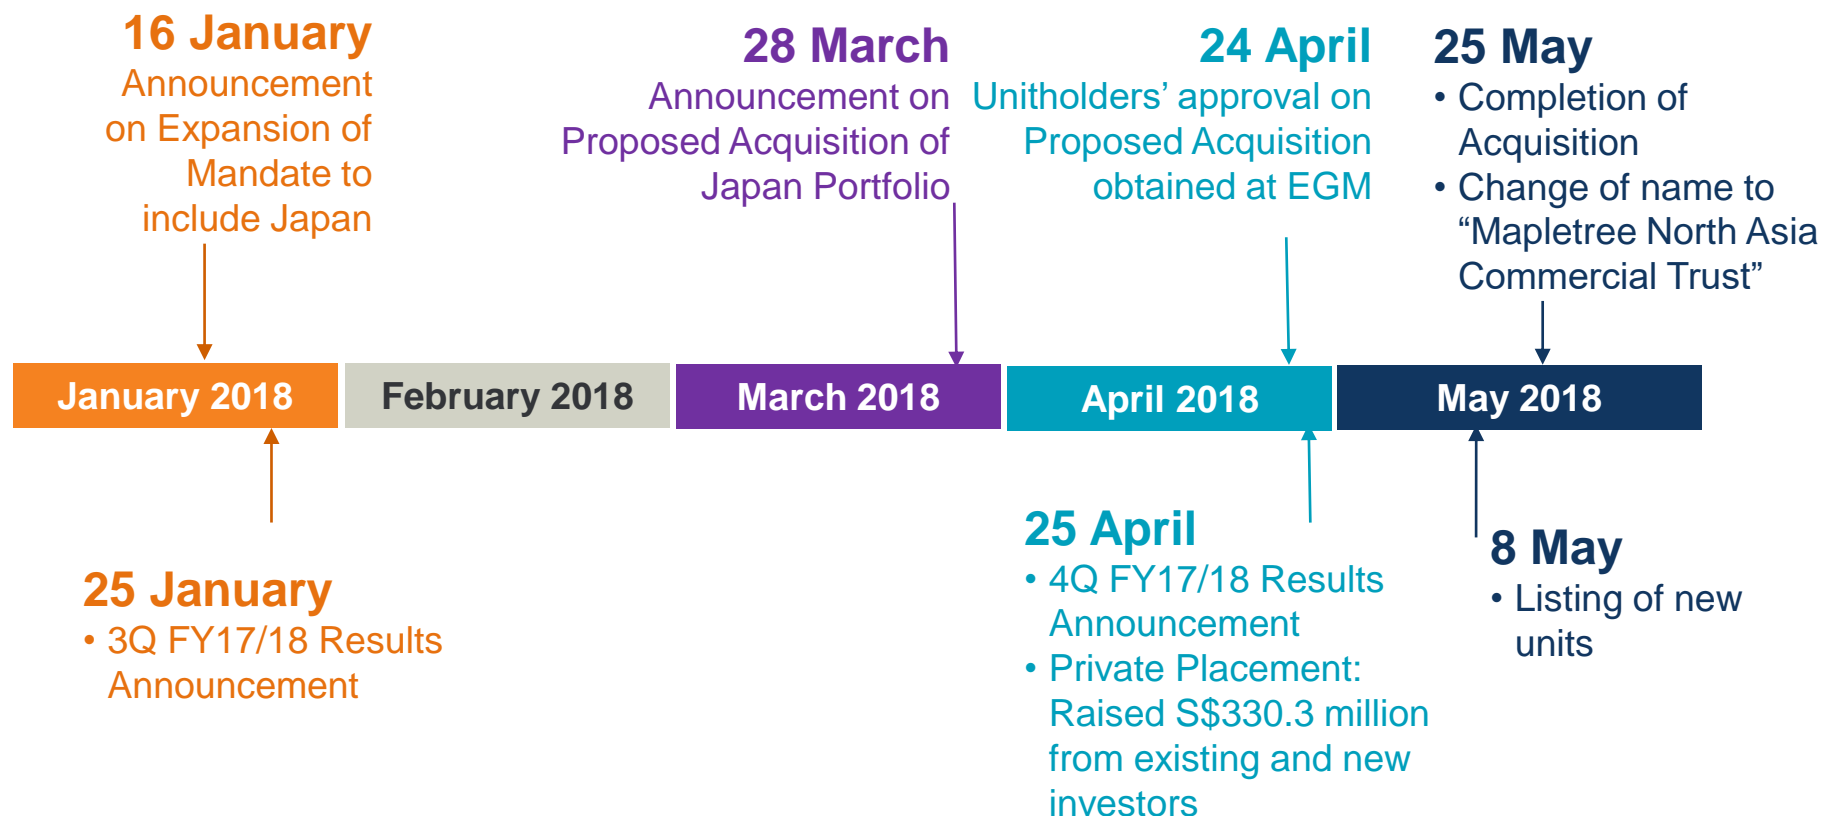 16 January
Announcement
on Expansion of
Mandate to
include Japan
28 March
Announcement on
Proposed Acquisition of
Japan Portfolio
24 April
Unitholders’ approval on
Proposed Acquisition
obtained at EGM
25 May
• Completion of
Acquisition
• Change of name to
“Mapletree North Asia
Commercial Trust”
January 2018
February 2018
March 2018
April 2018
May 2018
25 January
• 3Q FY17/18 Results
Announcement
25 April
• 4Q FY17/18 Results
Announcement
• Private Placement:
Raised S$330.3 million
from existing and new
investors
8 May
• Listing of new
units